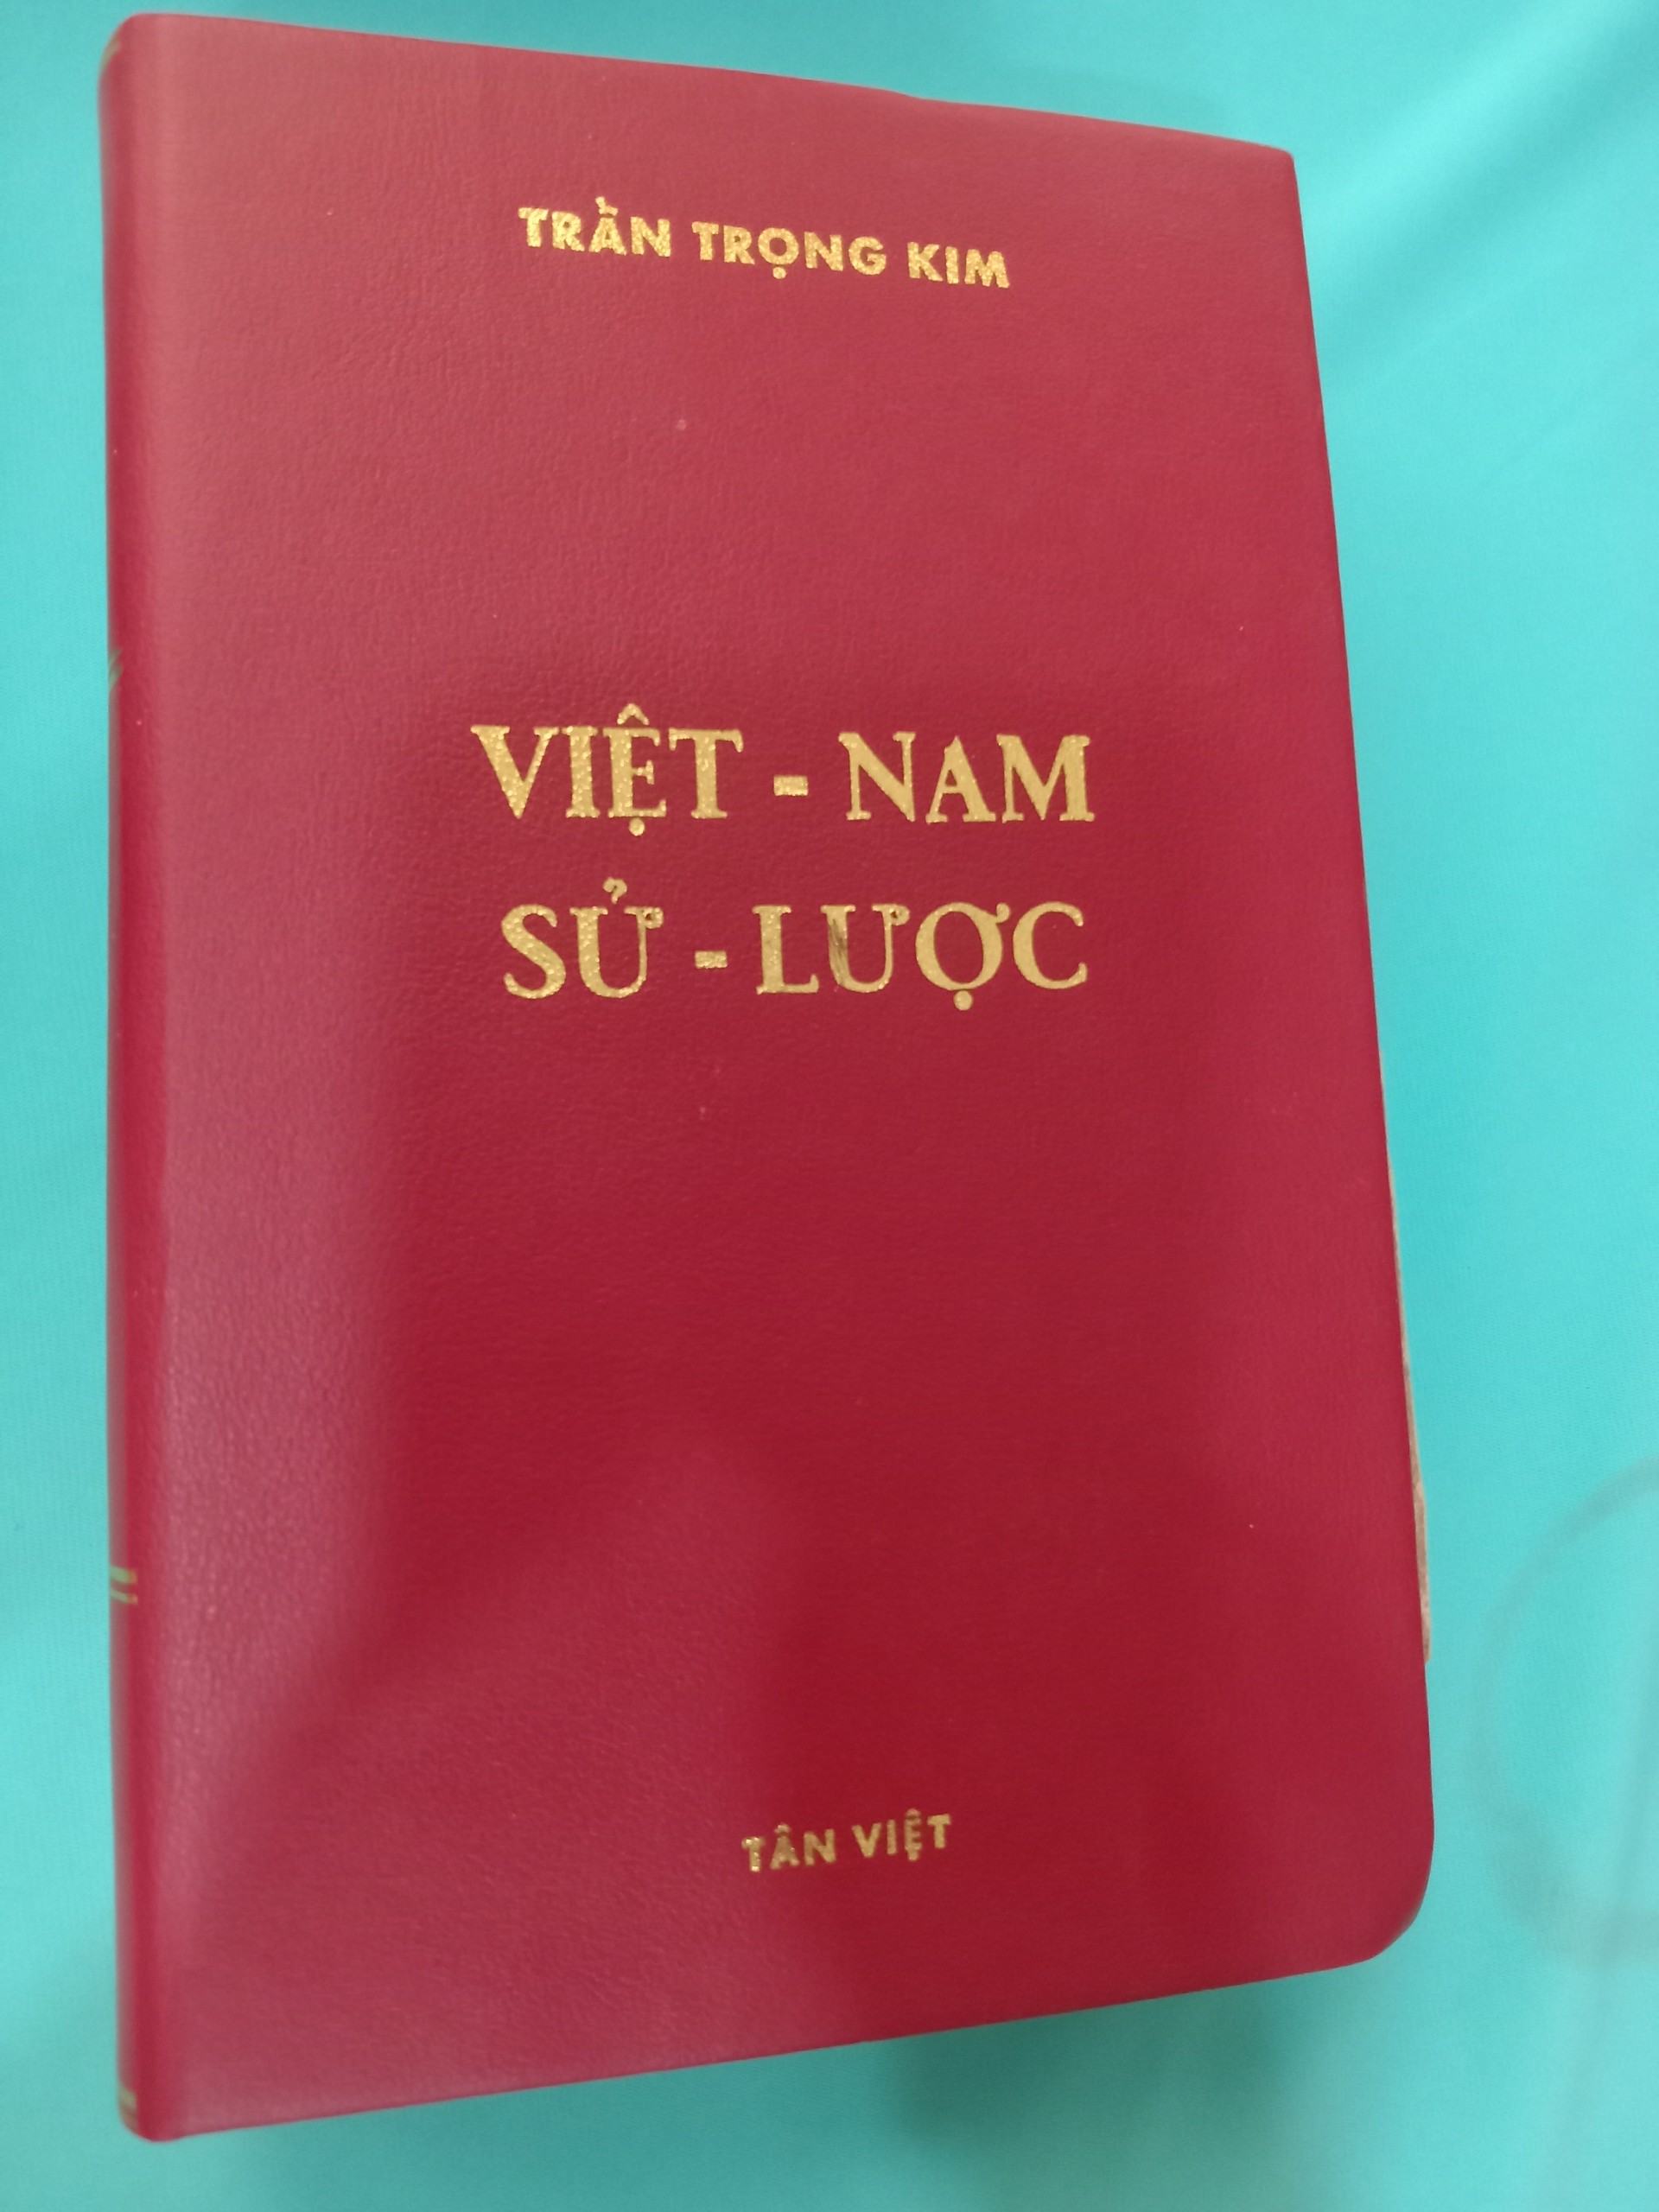 TRẦN TRỌNG KIM
VIỆT - NAM
SỬ - LƯỢC
TÂN VIỆT